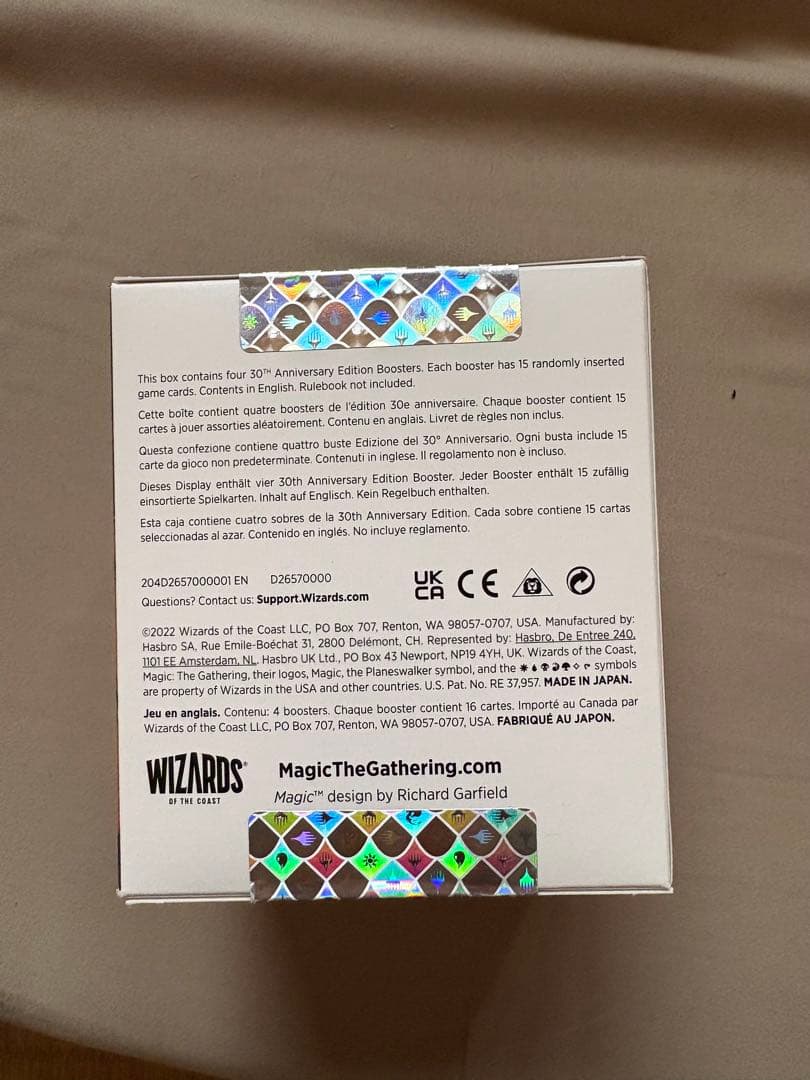 This box contains four 30TH Anniversary Edition Boosters. Each booster has 15 randomly inserted
game cards. Contents in English. Rulebook not included.
Cette boîte contient quatre boosters de l'édition 30e anniversaire. Chaque booster contient 15
cartes à jouer assorties aléatoirement. Contenu en anglais. Livret de règles non inclus.
Questa confezione contiene quattro buste Edizione del 30° Anniversario. Ogni busta include 15
carte da gioco non predeterminate. Contenuti in inglese. Il regolamento non è incluso.
Dieses Display enthält vier 30th Anniversary Edition Booster. Jeder Booster enthält 15 zufällig
einsortierte Spielkarten. Inhalt auf Englisch. Kein Regelbuch enthalten.
Esta caja contiene cuatro sobres de la 30th Anniversary Edition. Cada sobre contiene 15 cartas
seleccionadas al azar. Contenido en inglés. No incluye reglamento.
204D2657000001 EN D26570000
Questions? Contact us: Support.Wizards.com
UK
CA CE
©2022 Wizards of the Coast LLC, PO Box 707, Renton, WA 98057-0707, USA. Manufactured by:
Hasbro SA, Rue Emile-Boéchat 31, 2800 Delémont, CH. Represented by: Hasbro, De Entree 240,
1101 EE Amsterdam, NL. Hasbro UK Ltd., PO Box 43 Newport, NP19 4YH, UK. Wizards of the Coast,
Magic: The Gathering, their logos, Magic, the Planeswalker symbol, and the symbols
are property of Wizards in the USA and other countries. U.S. Pat. No. RE 37,957. MADE IN JAPAN.
Jeu en anglais. Contenu: 4 boosters. Chaque booster contient 16 cartes. Importé au Canada par
Wizards of the Coast LLC, PO Box 707, Renton, WA 98057-0707, USA. FABRIQUÉ AU JAPON.
WIZARDS®
OF THE COAST
MagicTheGathering.com
Magic™ design by Richard Garfield